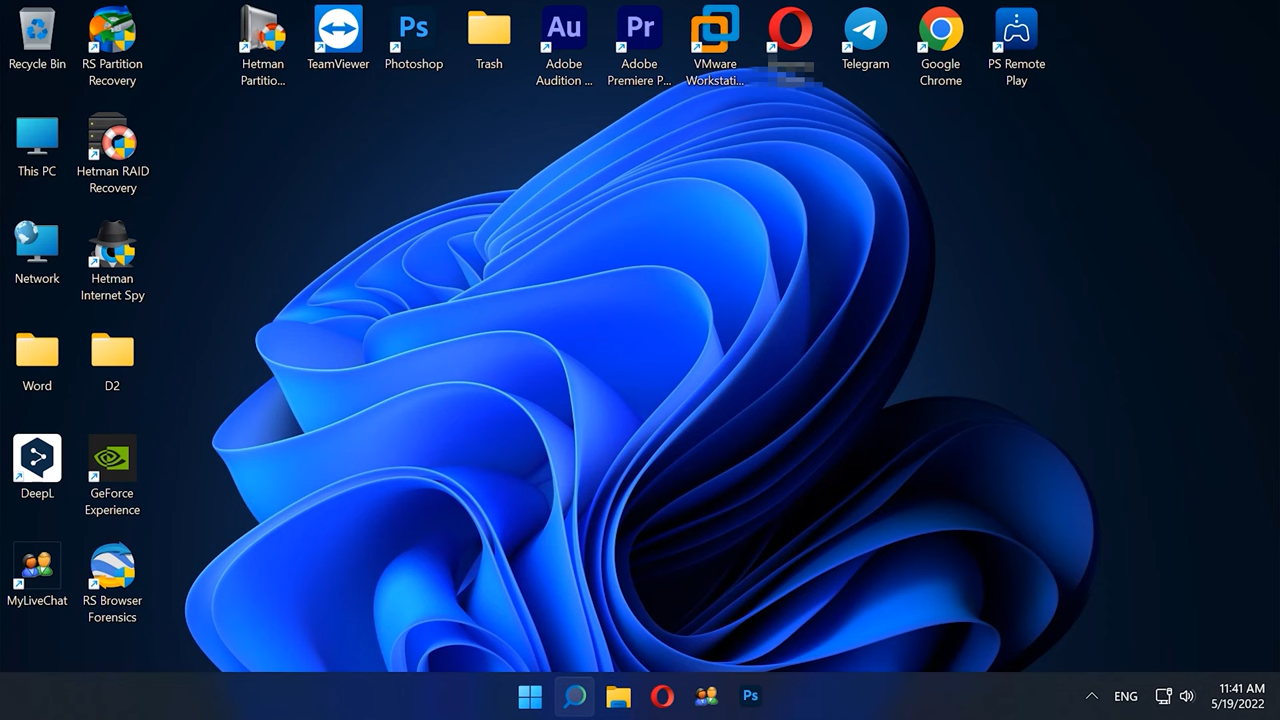 Recycle Bin
RS Partition
Recovery
Hetman
Partitio...
TeamViewer
Ps
Photoshop
Trash
Au
Adobe
Audition ...
Pr
Adobe
Premiere P...
VMware
Workstati...
Telegram
Google
Chrome
PS Remote
Play
This PC
Hetman RAID
Recovery
Network
Hetman
Internet Spy
Word
D2
DeepL
GeForce
Experience
MyLiveChat
RS Browser
Forensics
Ps
ENG
11:41 AM
5/19/2022